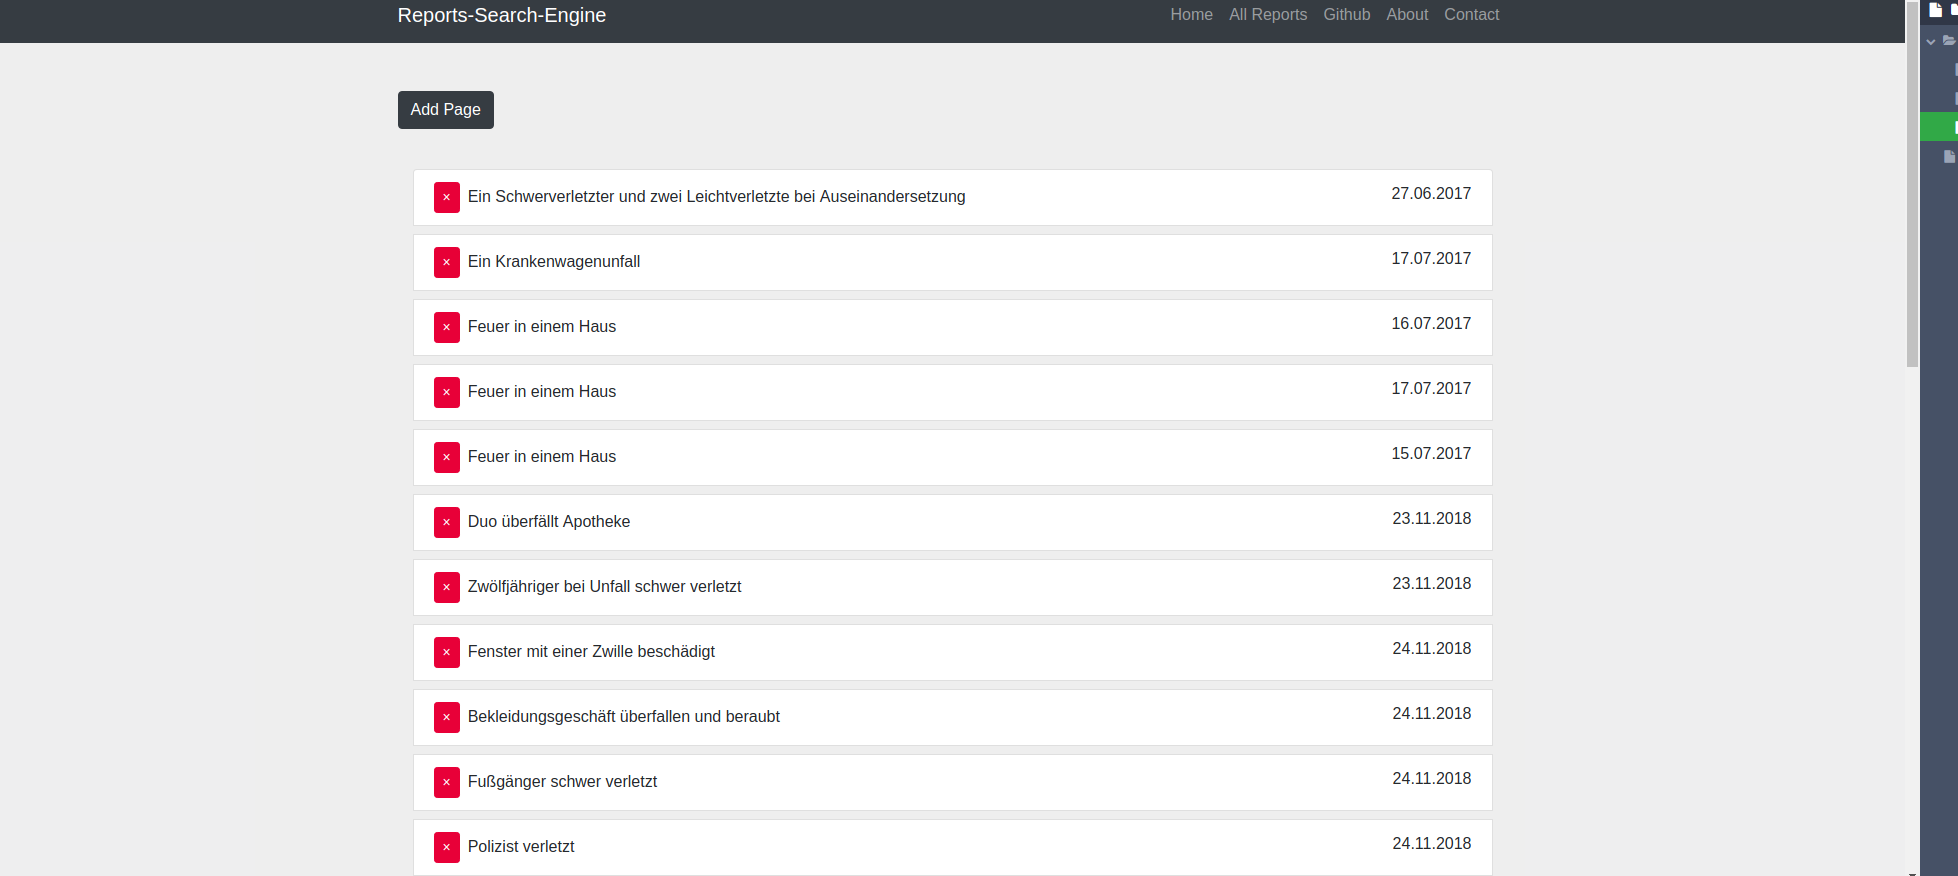 Reports-Search-Engine Home All Reports Github About Contact
Add Page
× Ein Schwerverletzter und zwei Leichtverletzte bei Auseinandersetzung 27.06.2017
× Ein Krankenwagenunfall 17.07.2017
× Feuer in einem Haus 16.07.2017
× Feuer in einem Haus 17.07.2017
× Feuer in einem Haus 15.07.2017
× Duo überfällt Apotheke 23.11.2018
× Zwölfjähriger bei Unfall schwer verletzt 23.11.2018
× Fenster mit einer Zwille beschädigt 24.11.2018
× Bekleidungsgeschäft überfallen und beraubt 24.11.2018
× Fußgänger schwer verletzt 24.11.2018
× Polizist verletzt 24.11.2018